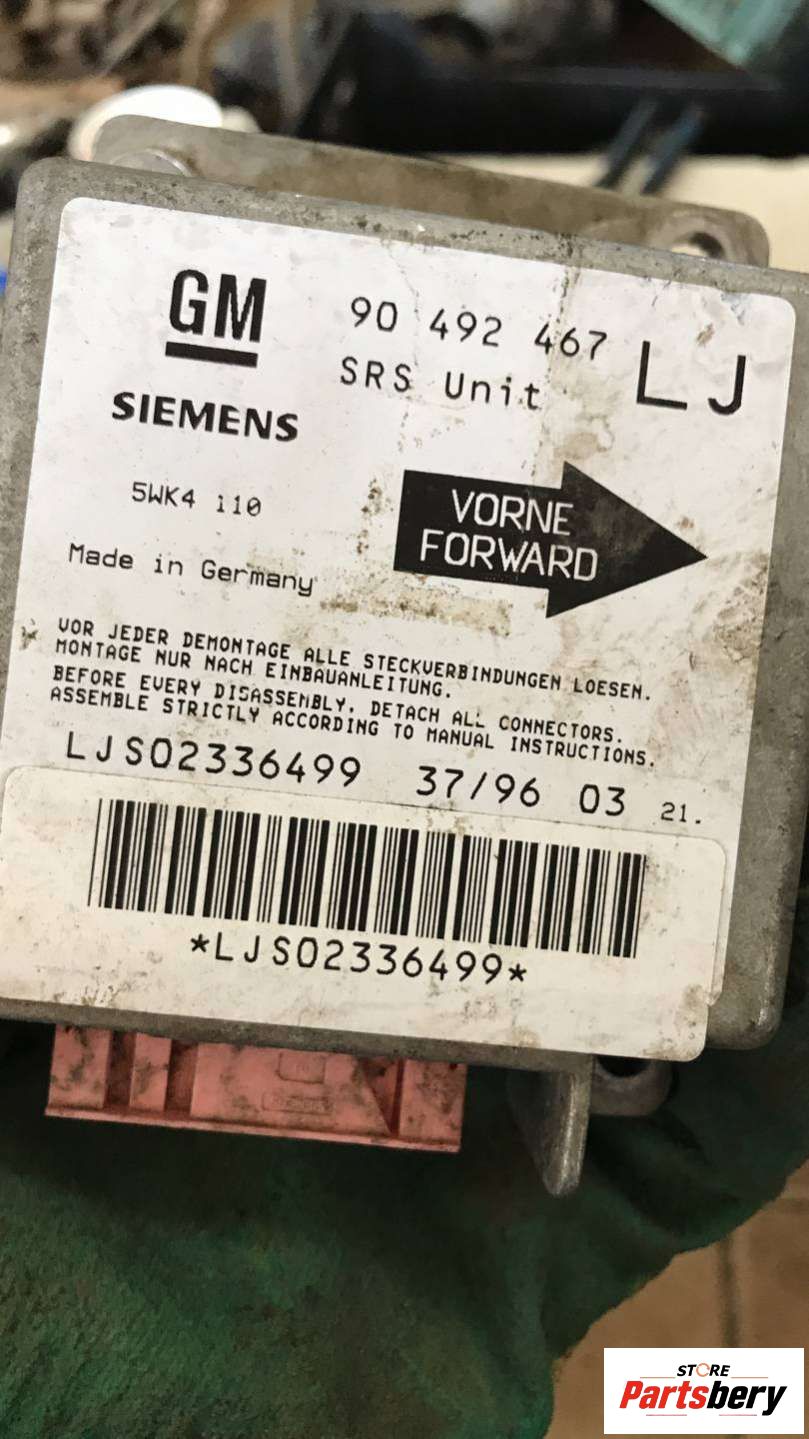 GM
90 492 467
LJ
SRS Unit
SIEMENS
5WK4 110
VORNE
FORWARD
Made in Germany
VOR JEDER DEMONTAGE ALLE STECKVERBINDUNGEN LOESEN.
MONTAGE NUR NACH EINBAUANLEITUNG.
BEFORE EVERY DISASSEMBLY, DETACH ALL CONNECTORS.
ASSEMBLE STRICTLY ACCORDING TO MANUAL INSTRUCTIONS.
LJS02336499 37/96 03 21.
*LJS02336499*
STORE
Partsbery